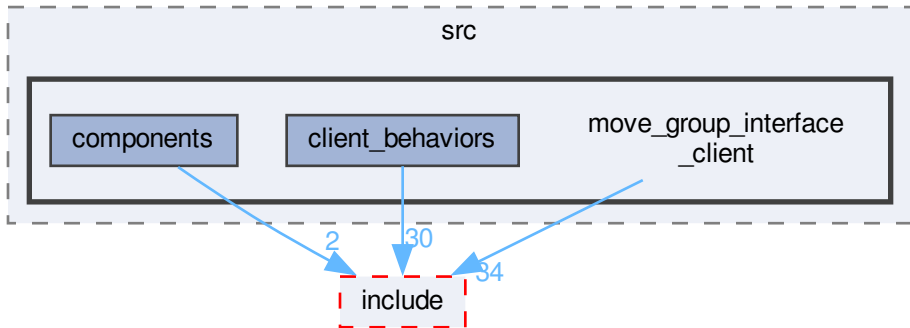 src
components
client_behaviors
move_group_interface
_client
2
30
34
include